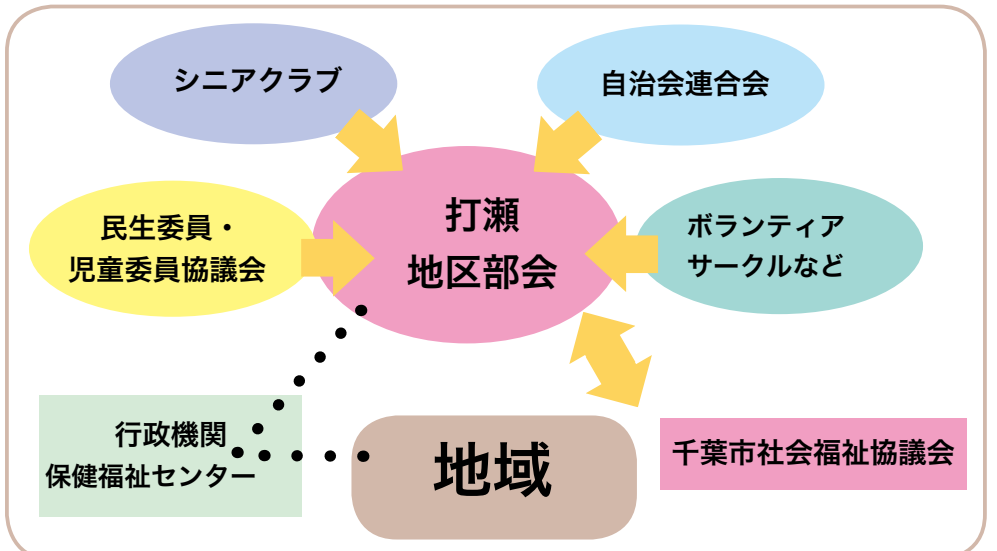 シニアクラブ
自治会連合会
打瀬
地区部会
民生委員・
児童委員協議会
ボランティア
サークルなど
行政機関
保健福祉センター
地域
千葉市社会福祉協議会